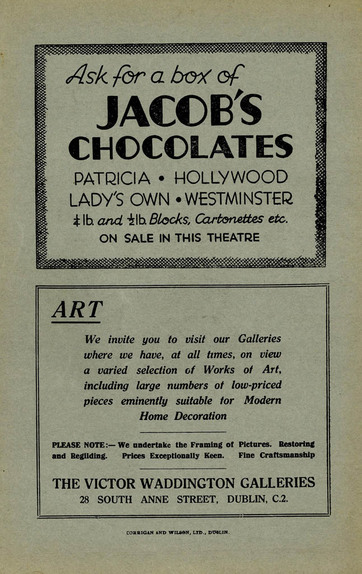 Ask for a box of
JACOB'S
CHOCOLATES
PATRICIA • HOLLYWOOD
LADY'S OWN • WESTMINSTER
¼lb. and ½lb. Blocks, Cartonettes etc.
ON SALE IN THIS THEATRE
ART
We invite you to visit our Galleries
where we have, at all times, on view
a varied selection of Works of Art,
including large numbers of low-priced
pieces eminently suitable for Modern
Home Decoration
PLEASE NOTE:— We undertake the Framing of Pictures. Restoring
and Regilding. Prices Exceptionally Keen. Fine Craftsmanship
THE VICTOR WADDINGTON GALLERIES
28 SOUTH ANNE STREET, DUBLIN, C.2.
CORRIGAN AND WILSON, LTD., DUBLIN.